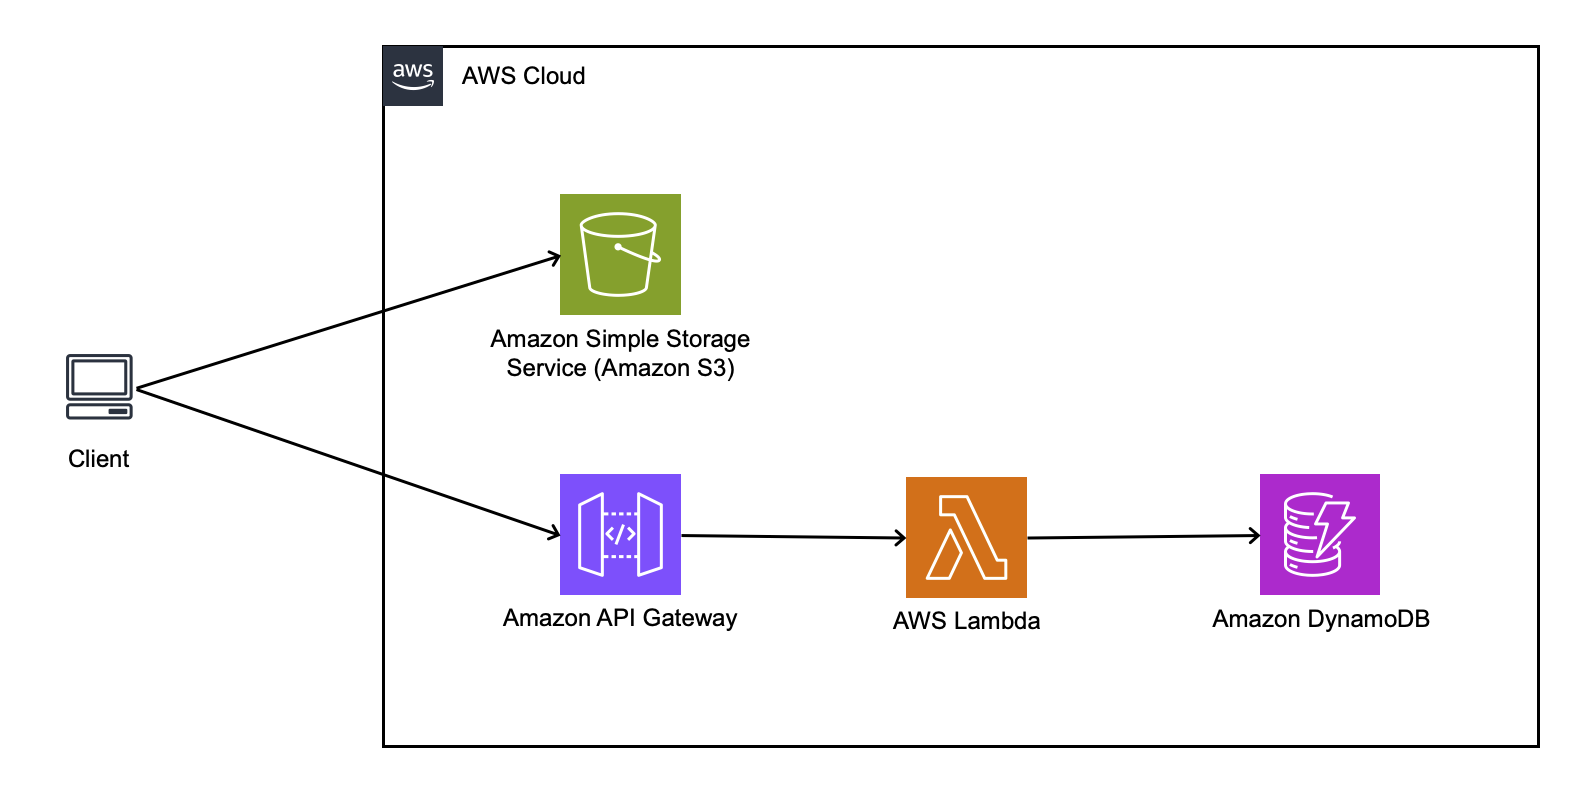 aws
AWS Cloud
Amazon Simple Storage
Service (Amazon S3)
Client
</>
Amazon API Gateway
AWS Lambda
Amazon DynamoDB